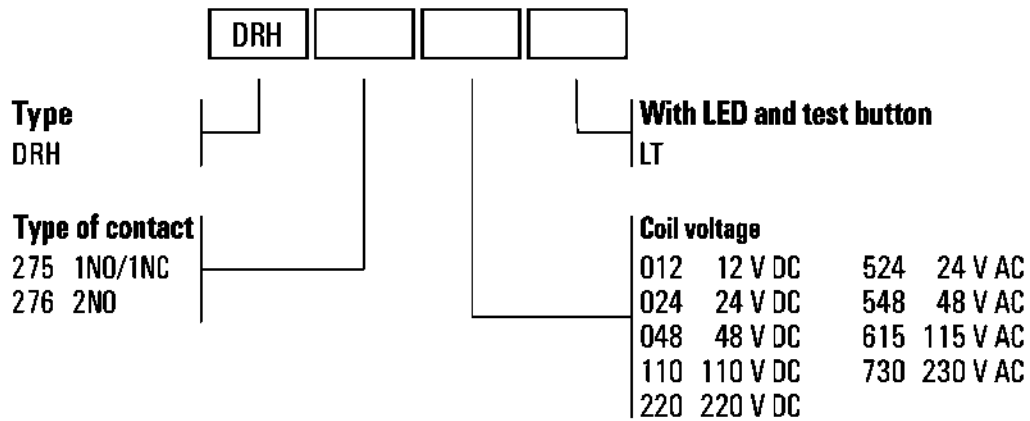 DRH
Type
DRH
With LED and test button
LT
Type of contact
275 1NO/1NC
276 2NO
Coil voltage
012 12 V DC 524 24 V AC
024 24 V DC 548 48 V AC
048 48 V DC 615 115 V AC
110 110 V DC 730 230 V AC
220 220 V DC